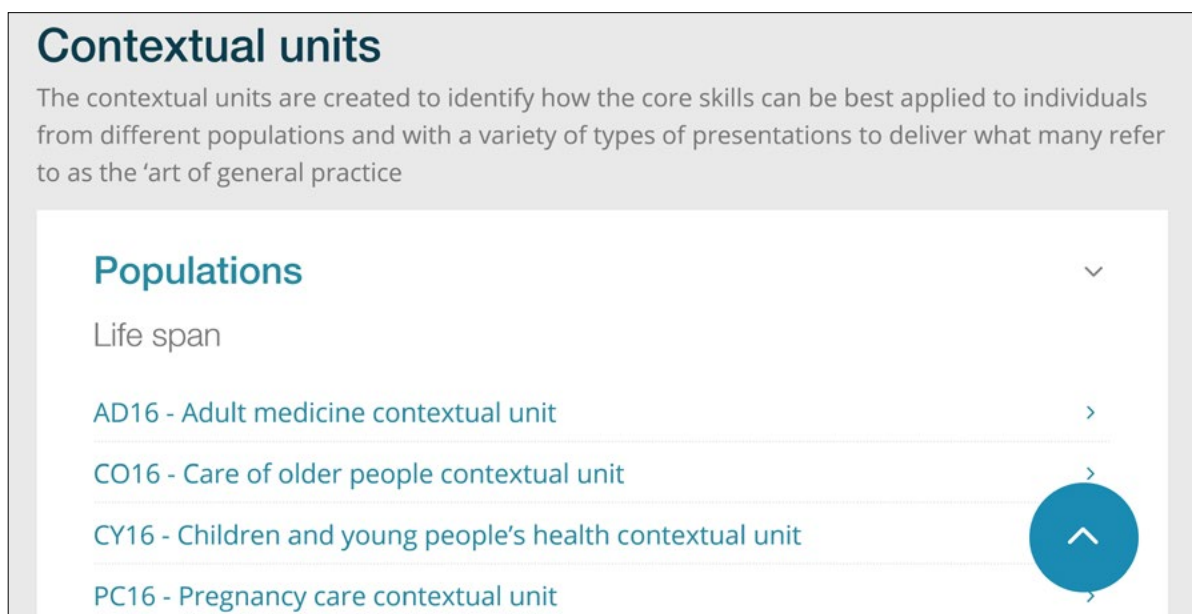 Contextual units
The contextual units are created to identify how the core skills can be best applied to individuals
from different populations and with a variety of types of presentations to deliver what many refer
to as the ‘art of general practice
Populations
Life span
AD16 - Adult medicine contextual unit
CO16 - Care of older people contextual unit
CY16 - Children and young people’s health contextual unit
PC16 - Pregnancy care contextual unit